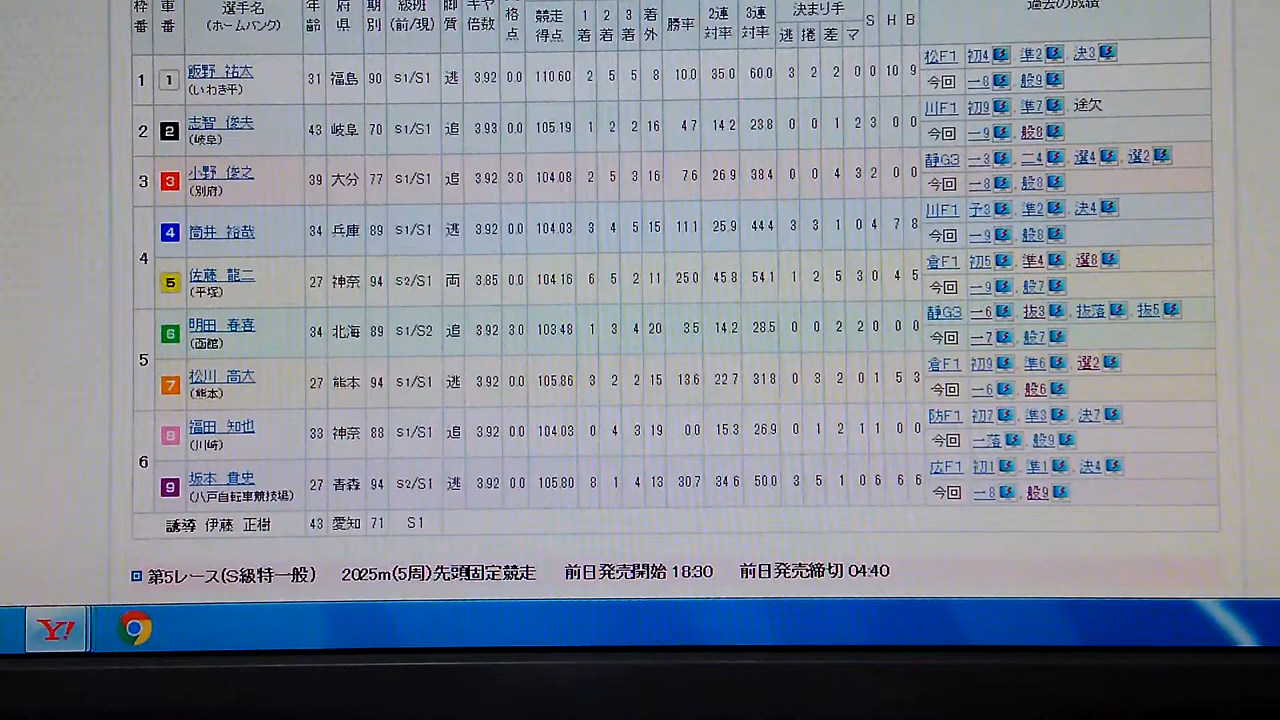 枠番 車番 選手名(ホームバンク) 年齢 府県 期別 級班(前/現) 脚質 ギヤ倍数 格点 競走得点 1着 2着 3着 着外 勝率 2連対率 3連対率 決まり手 逃 捲 差 マ S H B 過去の成績
1 1 飯野 祐太(いわき平) 31 福島 90 S1/S1 逃 3.92 0.0 110.60 2 5 5 8 10.0 35.0 60.0 3 2 2 0 0 10 9 松F1 初4, 準2, 決3
今回 一8, 般9
2 2 志智 俊夫(岐阜) 43 岐阜 70 S1/S1 追 3.93 0.0 105.19 1 2 2 16 4.7 14.2 23.8 0 0 1 2 3 0 0 川F1 初9, 準7, 途欠
今回 一9, 般8
3 3 小野 俊之(別府) 39 大分 77 S1/S1 追 3.92 3.0 104.08 2 5 3 16 7.6 26.9 38.4 0 0 4 3 2 0 0 静G3 一3, 二4, 選4, 選2
今回 一8, 般8
4 4 筒井 裕哉 34 兵庫 89 S1/S1 逃 3.92 0.0 104.03 3 4 5 15 11.1 25.9 44.4 3 3 1 0 4 7 8 川F1 予3, 準2, 決4
今回 一9, 般8
5 佐藤 龍二(平塚) 27 神奈 94 S2/S1 両 3.85 0.0 104.16 6 5 2 11 25.0 45.8 54.1 1 2 5 3 0 4 5 倉F1 初5, 準4, 選8
今回 一9, 般7
5 6 明田 春喜(函館) 34 北海 89 S1/S2 追 3.92 3.0 103.48 1 3 4 20 3.5 14.2 28.5 0 0 2 2 1 0 0 静G3 一6, 抜3, 抜落, 抜5
今回 一7, 般7
7 松川 高大(熊本) 27 熊本 94 S1/S1 逃 3.92 0.0 105.86 3 2 2 15 13.6 22.7 31.8 0 3 2 0 1 5 3 倉F1 初9, 準6, 選2
今回 一6, 般6
6 8 福田 知也(川崎) 33 神奈 88 S1/S1 追 3.92 0.0 104.03 0 4 3 19 0.0 15.3 26.9 0 1 2 1 1 0 0 防F1 初7, 準3, 決7
今回 一落, 般9
9 坂本 貴史(八戸自転車競技場) 27 青森 94 S2/S1 逃 3.92 0.0 105.80 8 1 4 13 30.7 34.6 50.0 3 5 1 0 6 6 6 広F1 初1, 準1, 決4
今回 一8, 般9
誘導 伊藤 正樹 43 愛知 71 S1
第5レース(S級特一般) 2025m(5周)先頭固定競走 前日発売開始 18:30 前日発売締切 04:40
Y!